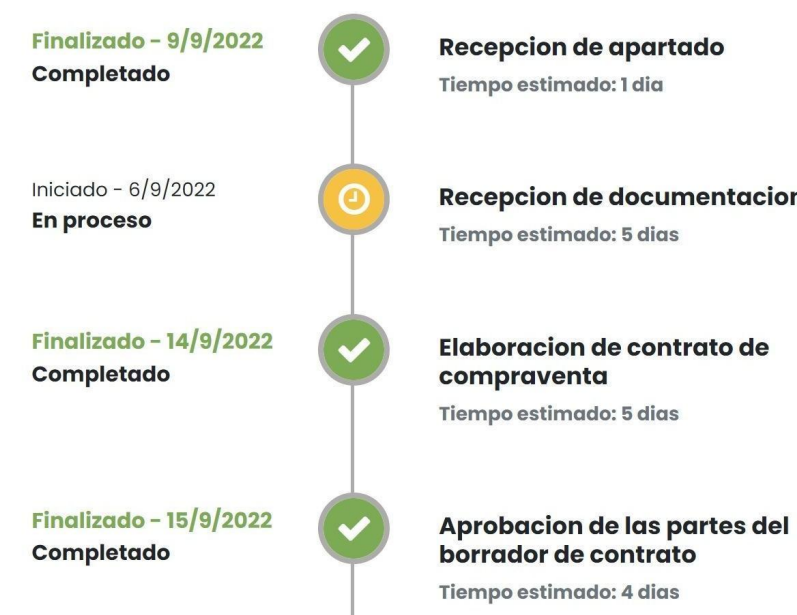 Finalizado - 9/9/2022
Completado
Recepcion de apartado
Tiempo estimado: 1 dia
Iniciado - 6/9/2022
En proceso
Recepcion de documentacion
Tiempo estimado: 5 dias
Finalizado - 14/9/2022
Completado
Elaboracion de contrato de
compraventa
Tiempo estimado: 5 dias
Finalizado - 15/9/2022
Completado
Aprobacion de las partes del
borrador de contrato
Tiempo estimado: 4 dias